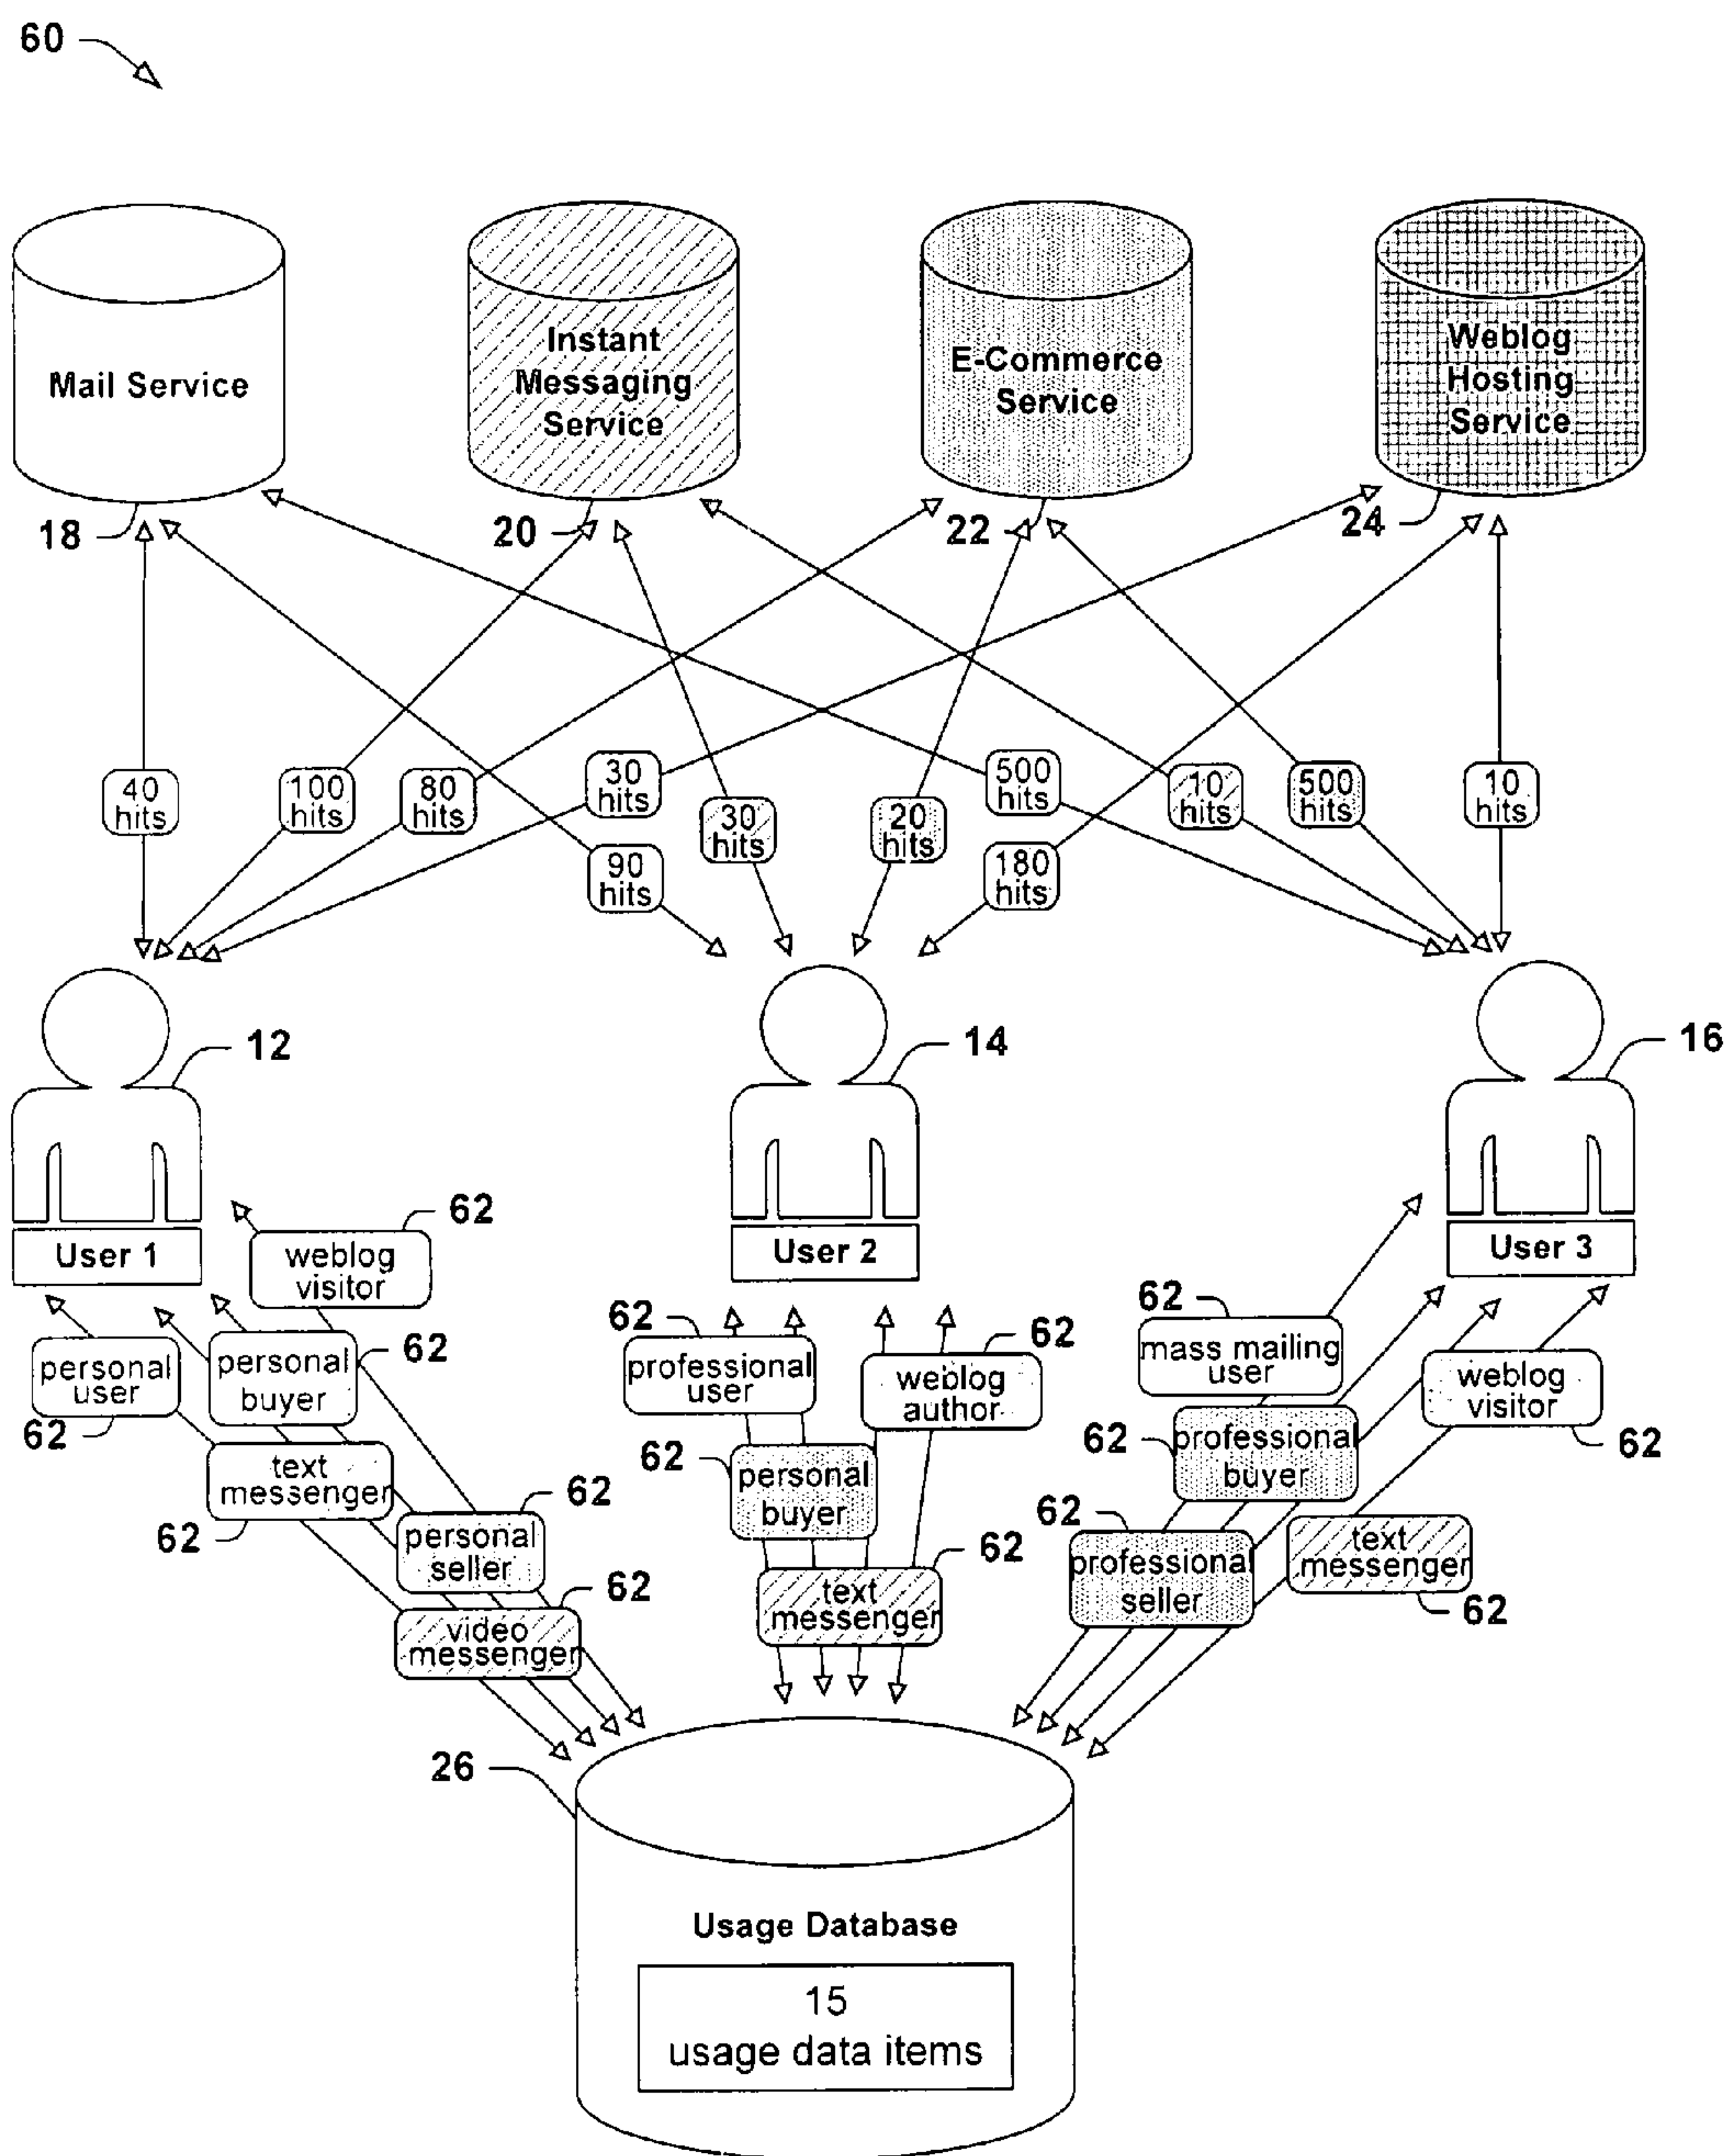 60
Mail Service
Instant
Messaging
Service
E-Commerce
Service
Weblog
Hosting
Service
18
20
22
24
40
hits
100
hits
80
hits
30
hits
90
hits
30
hits
20
hits
500
hits
180
hits
10
hits
500
hits
10
hits
12
14
16
User 1
User 2
User 3
62
weblog
visitor
personal
user
62
personal
buyer
62
text
messenger
62
personal
seller
62
video
messenger
62
62
professional
user
62
weblog
author
62
personal
buyer
62
text
messenger
62
mass mailing
user
62
professional
buyer
weblog
visitor
62
62
professional
seller
text
messenger
62
26
Usage Database
15
usage data items